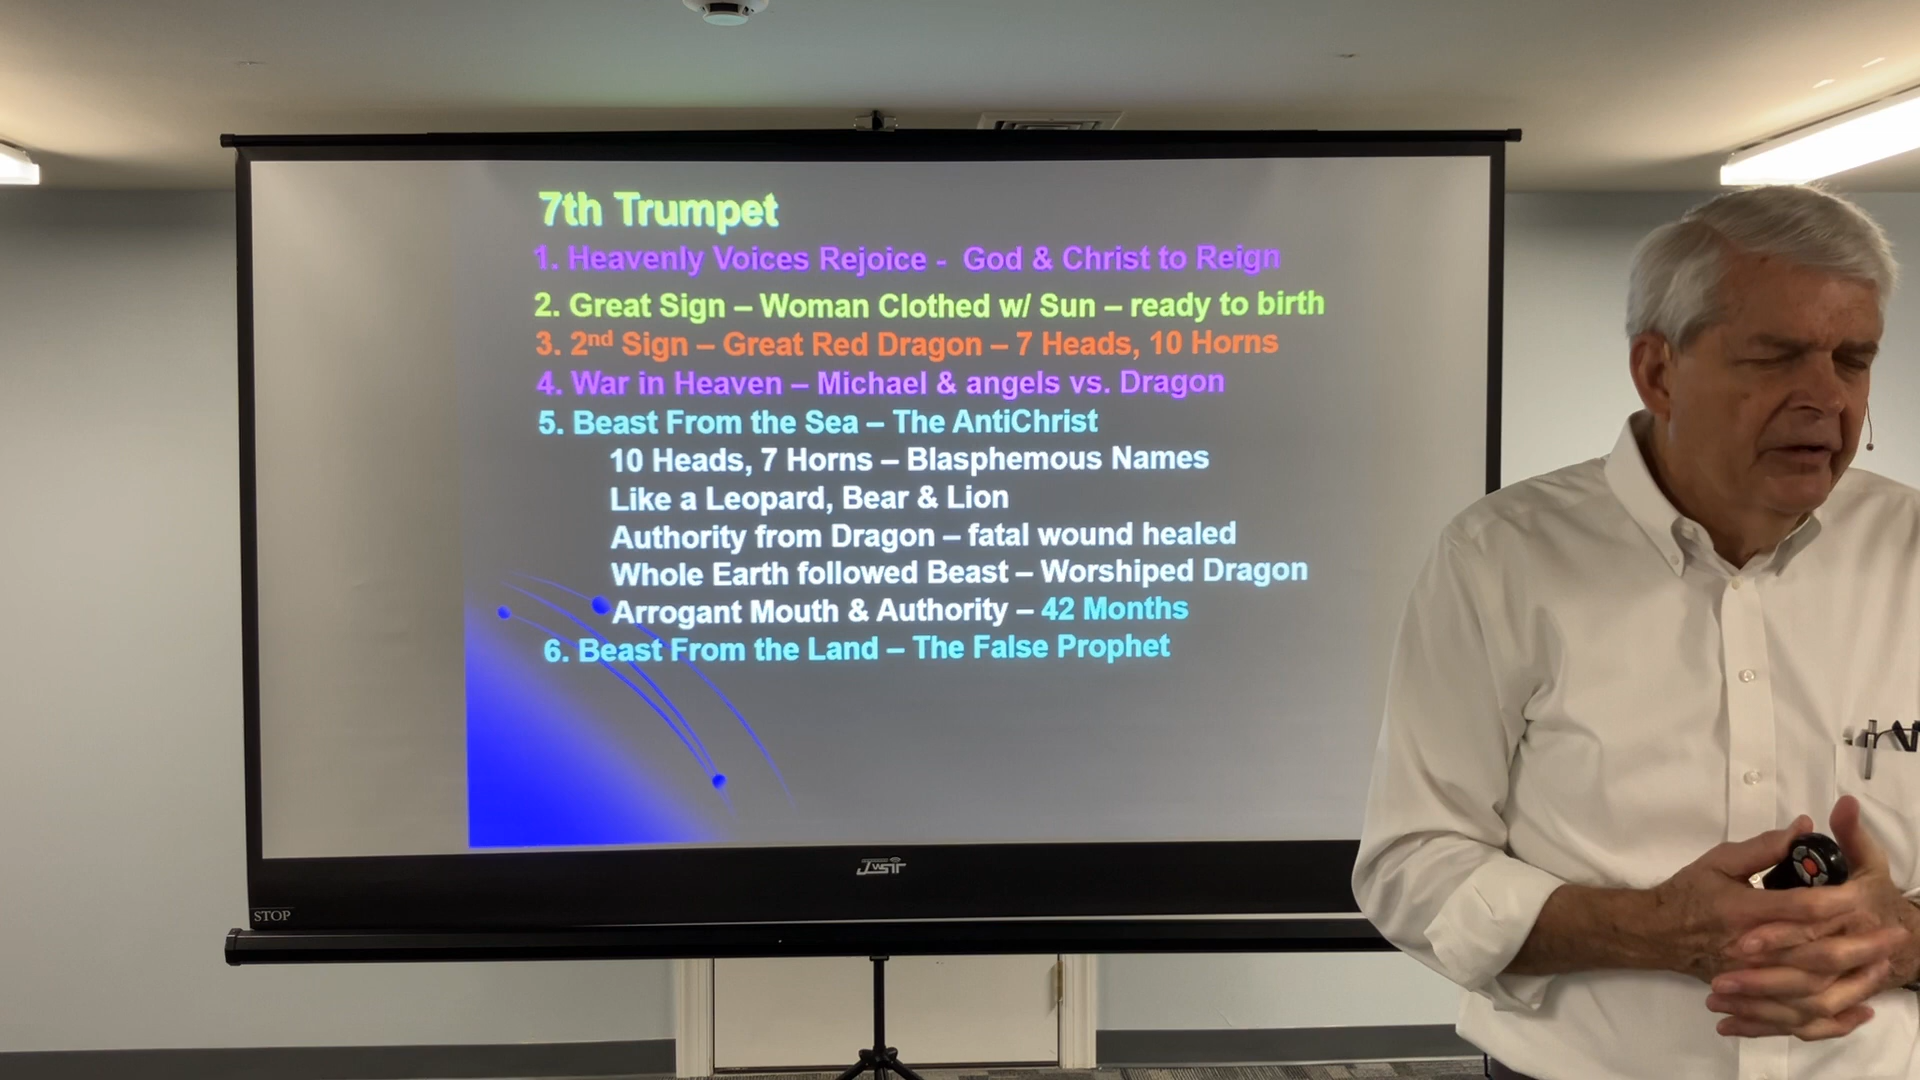 7th Trumpet
1. Heavenly Voices Rejoice - God & Christ to Reign
2. Great Sign – Woman Clothed w/ Sun – ready to birth
3. 2nd Sign – Great Red Dragon – 7 Heads, 10 Horns
4. War in Heaven – Michael & angels vs. Dragon
5. Beast From the Sea – The AntiChrist
10 Heads, 7 Horns – Blasphemous Names
Like a Leopard, Bear & Lion
Authority from Dragon – fatal wound healed
Whole Earth followed Beast – Worshiped Dragon
Arrogant Mouth & Authority – 42 Months
6. Beast From the Land – The False Prophet
STOP